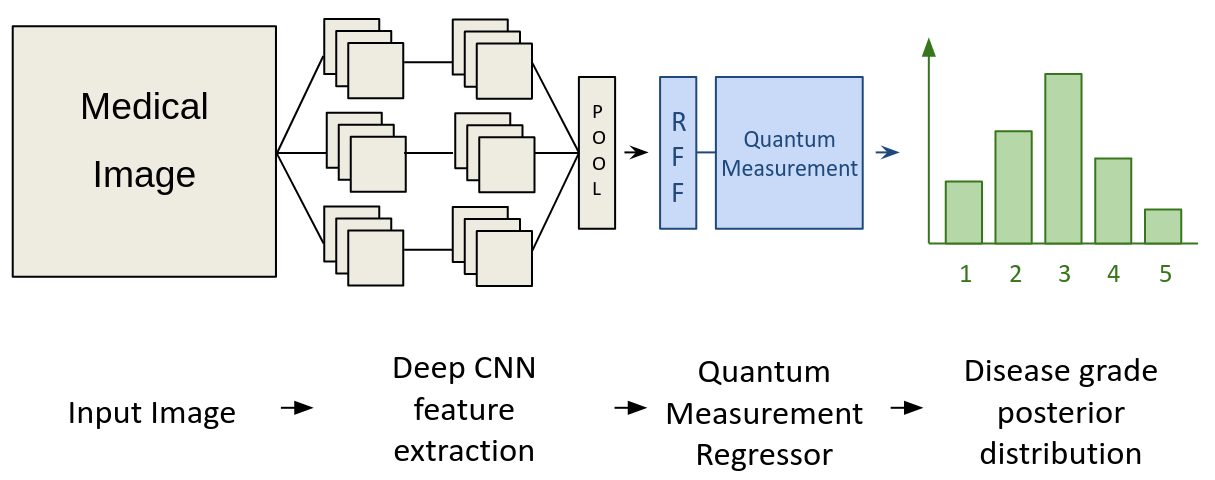 Medical
Image
P
O
O
L
R
F
F
Quantum
Measurement
1 2 3 4 5
Input Image
Deep CNN
feature
extraction
Quantum
Measurement
Regressor
Disease grade
posterior
distribution